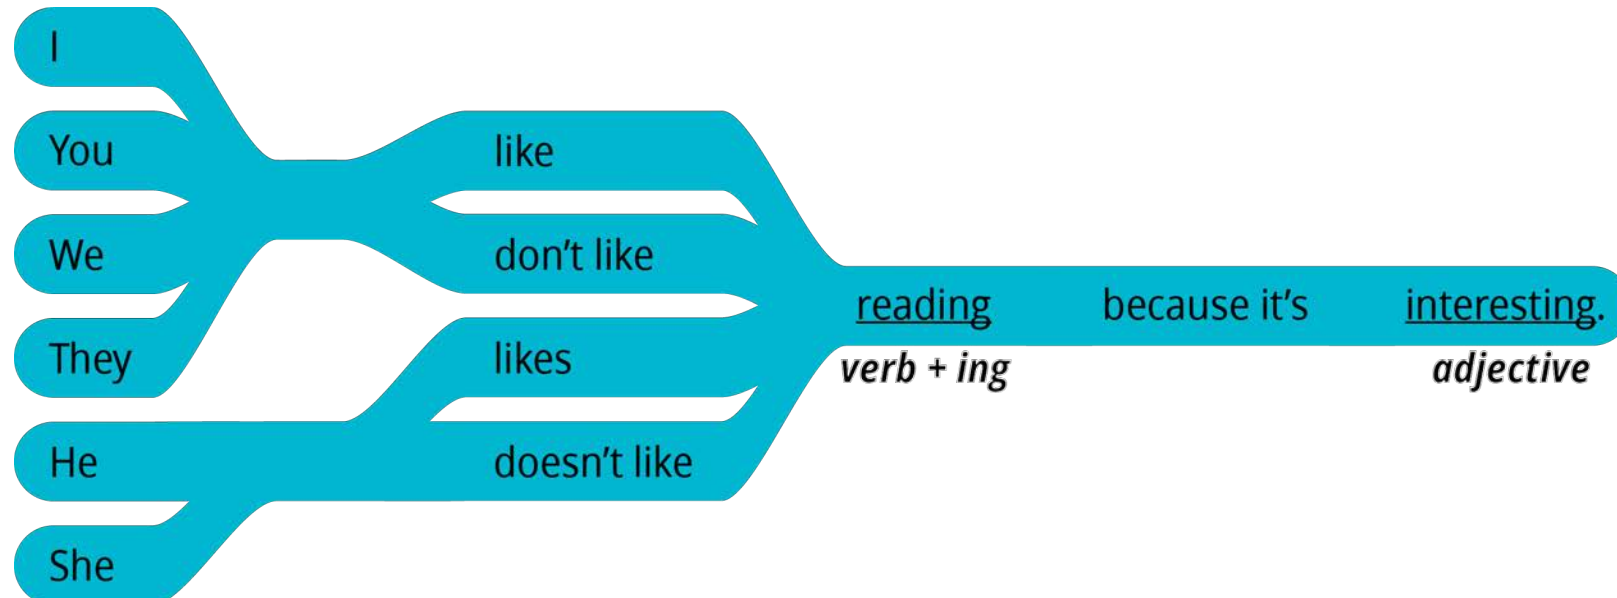 I
You
We
They
He
She
like
don't like
likes
doesn't like
reading because it's interesting.
verb + ing adjective